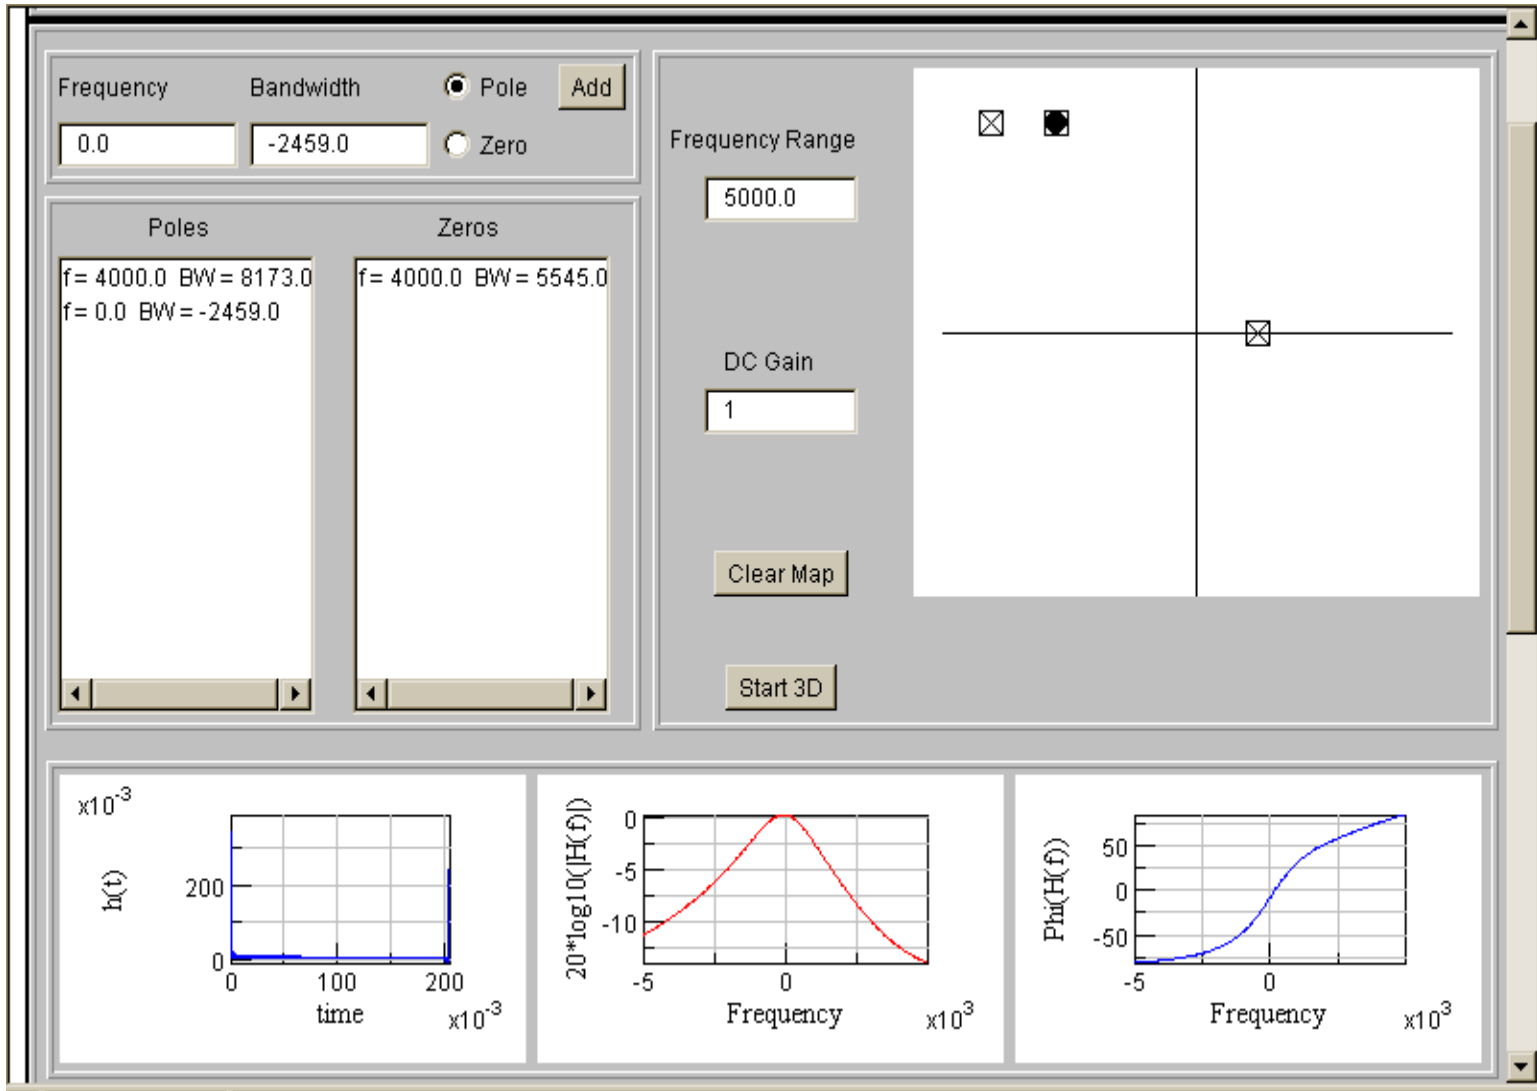 Frequency
Bandwidth
Pole
Add
0.0
-2459.0
Zero
Poles
Zeros
f= 4000.0 BW= 8173.0
f= 0.0 BW= -2459.0
f= 4000.0 BW= 5545.0
Frequency Range
5000.0
DC Gain
1
Clear Map
Start 3D
x10-3
h(t)
200
0
0 100 200
time
x10-3
20*log10(|H(f)|)
0
-5
-10
-5 0
Frequency
x103
Phi(H(f))
50
0
-50
-5 0
Frequency
x103